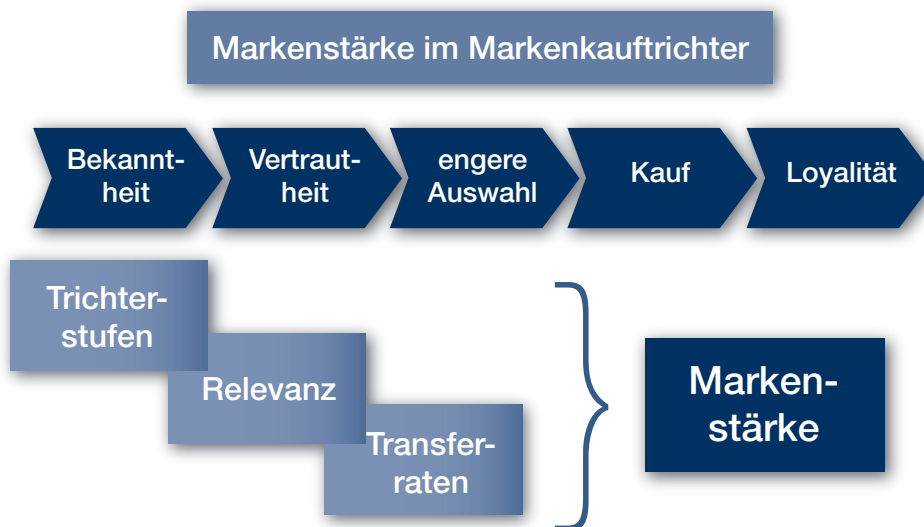 Markenstärke im Markenkauftrichter
Bekannt-
heit
Vertraut-
heit
engere
Auswahl
Kauf
Loyalität
Trichter-
stufen
Relevanz
Transfer-
raten
Marken-
stärke